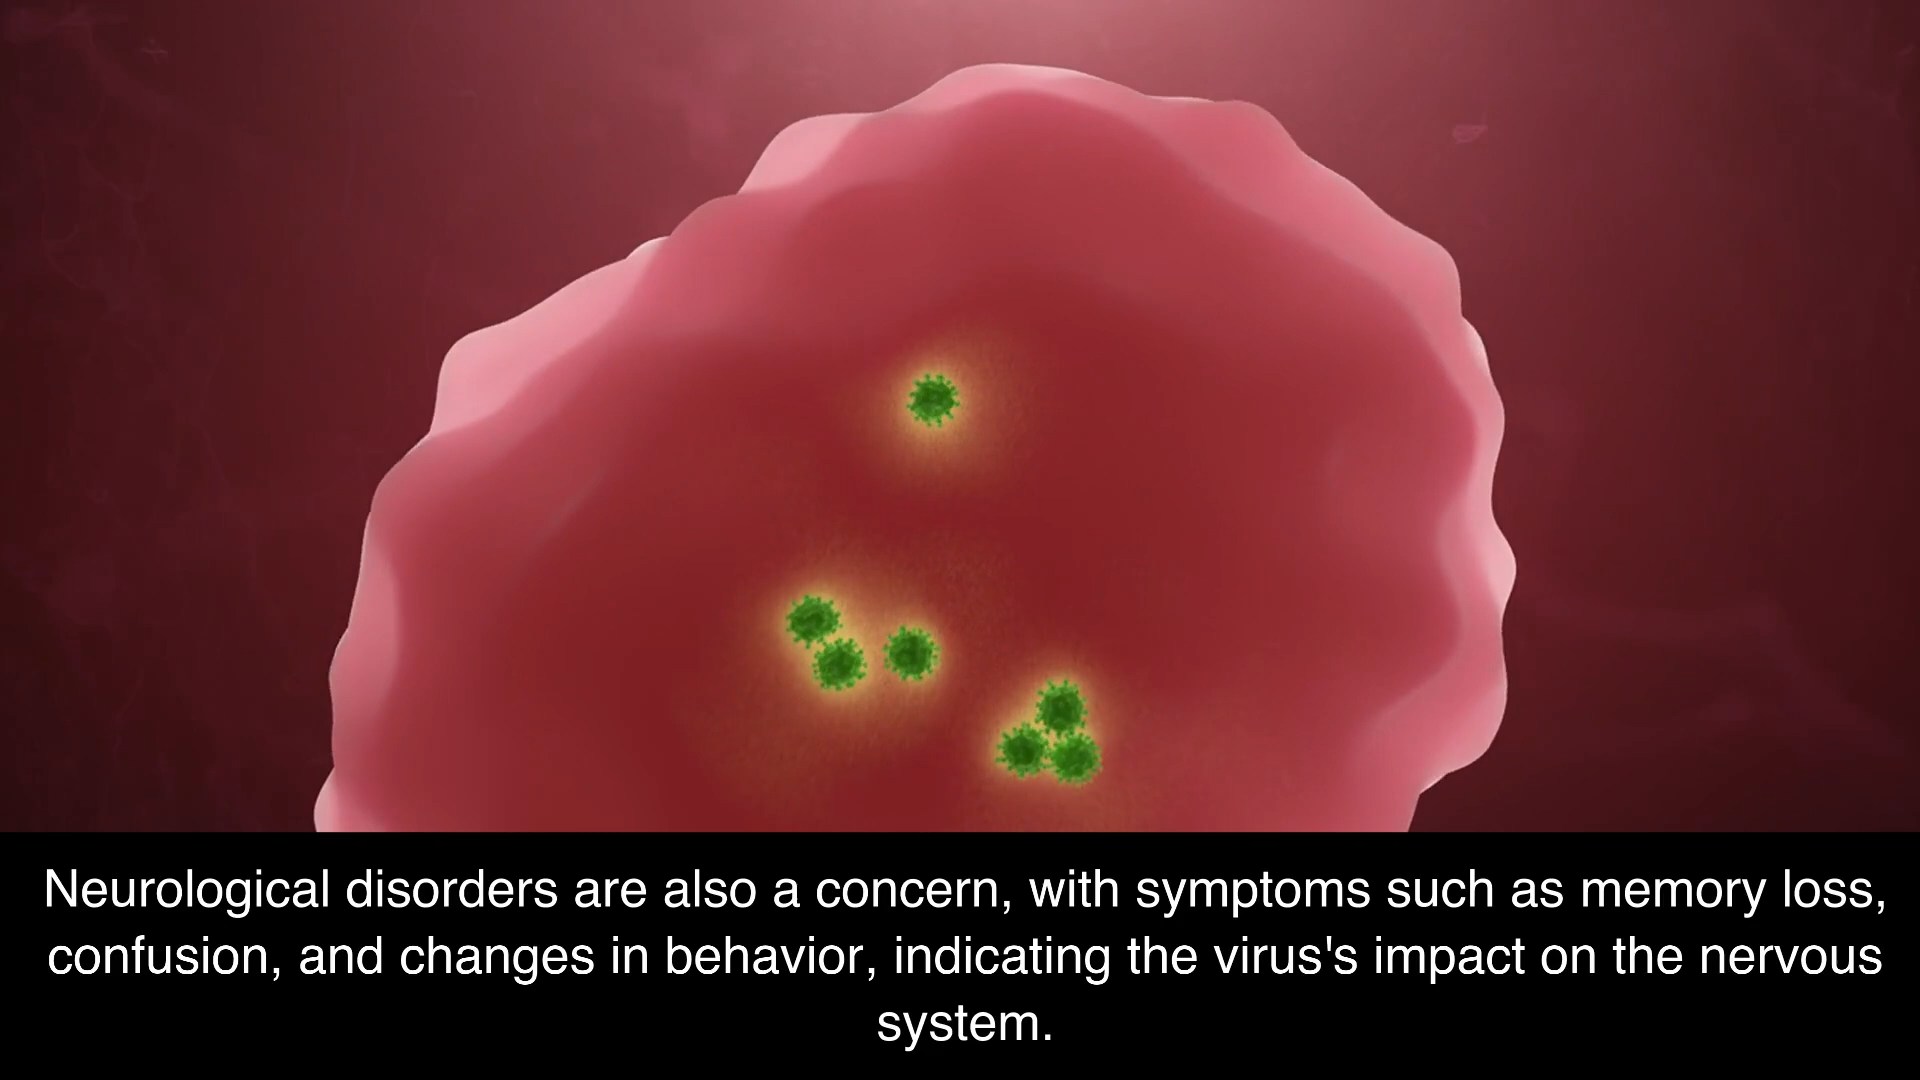 Neurological disorders are also a concern, with symptoms such as memory loss,
confusion, and changes in behavior, indicating the virus's impact on the nervous
system.